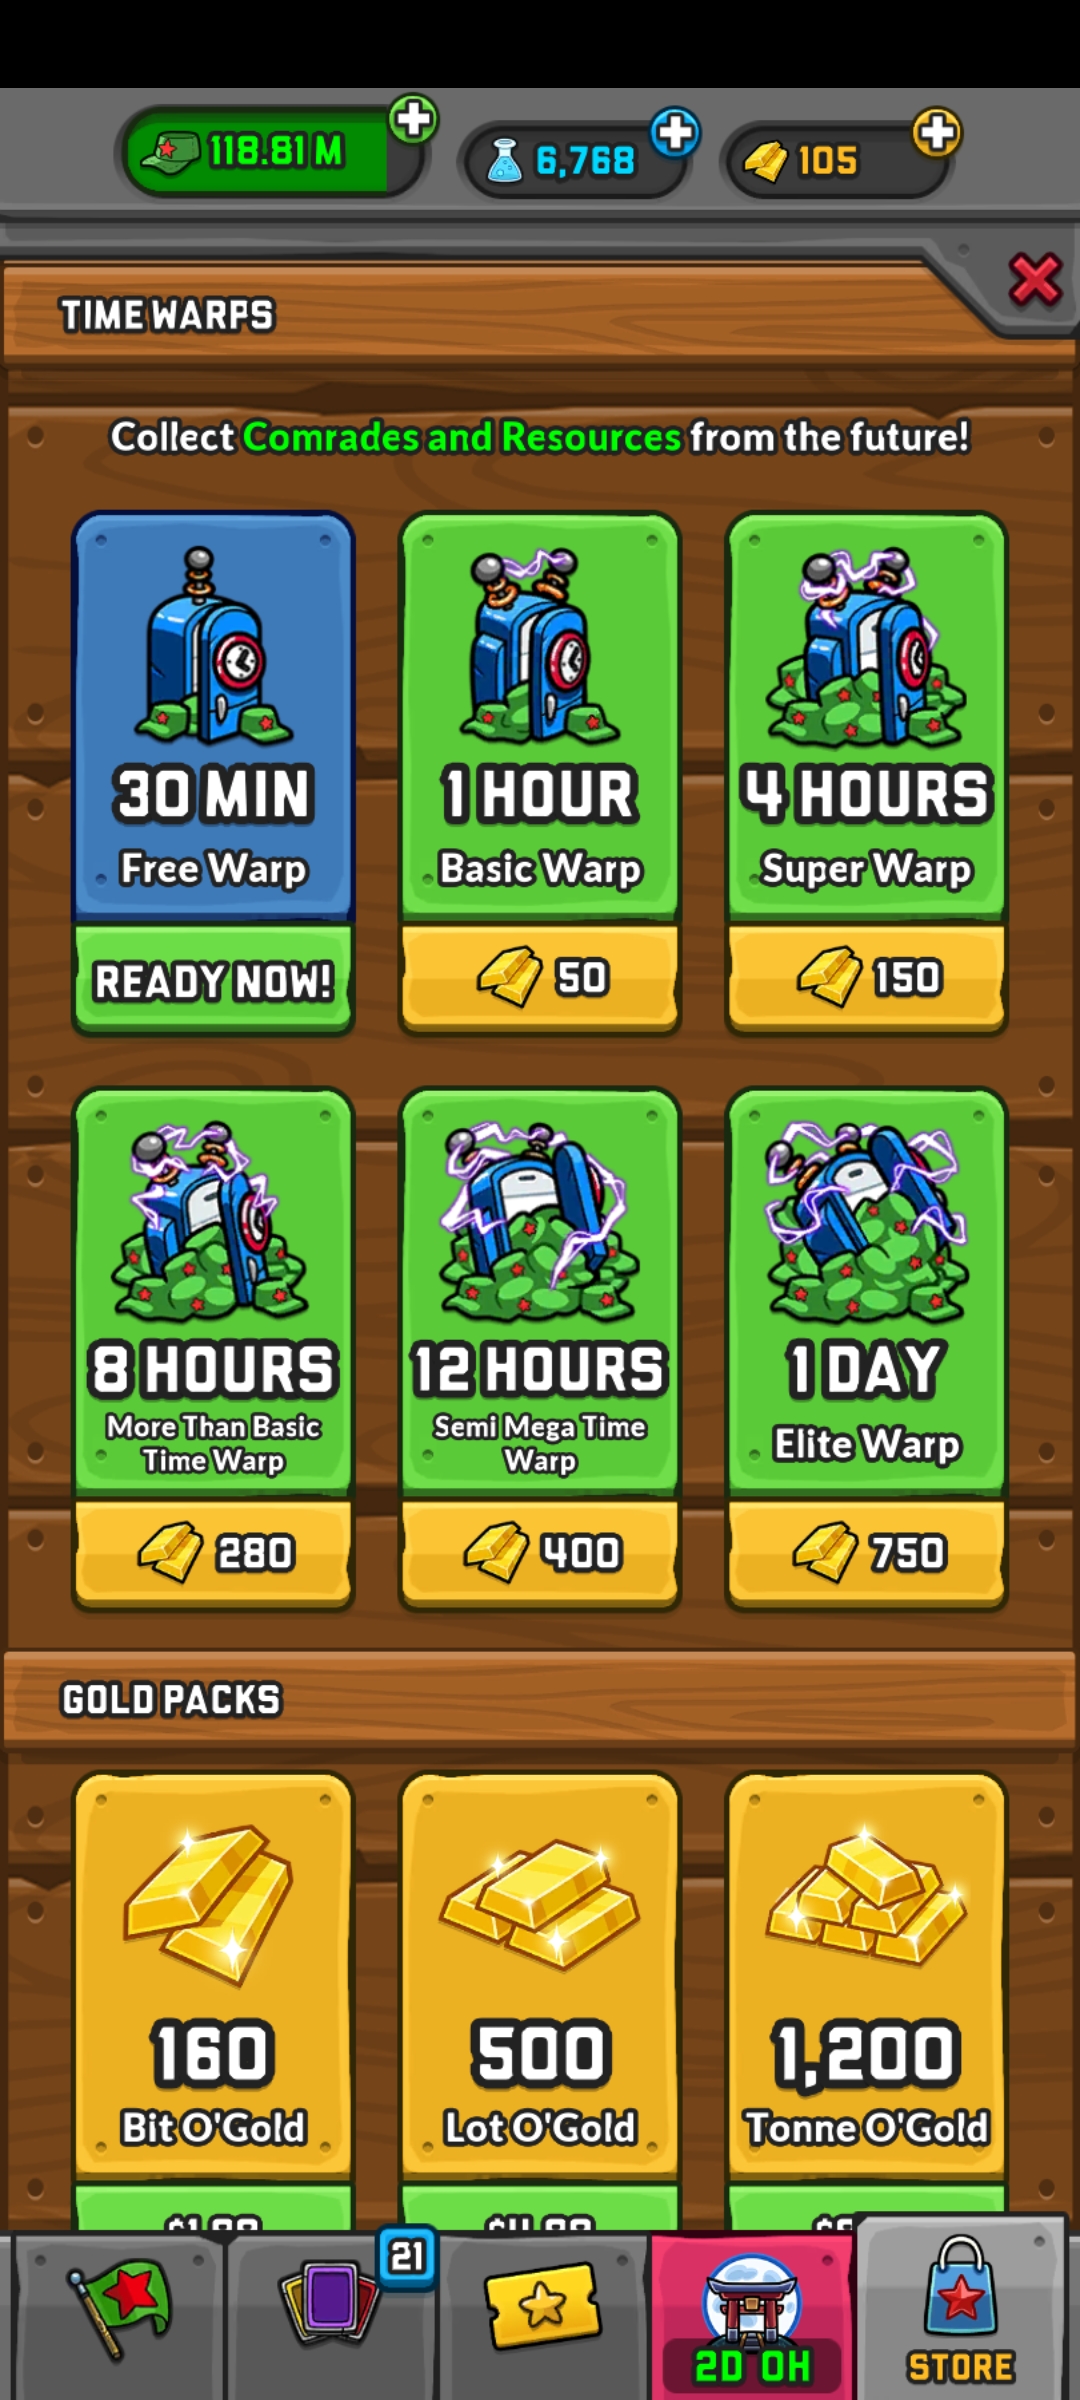 118.81 M
6,768
105
TIME WARPS
Collect Comrades and Resources from the future!
30 MIN
Free Warp
READY NOW!
1 HOUR
Basic Warp
50
4 HOURS
Super Warp
150
8 HOURS
More Than Basic
Time Warp
280
12 HOURS
Semi Mega Time
Warp
400
1 DAY
Elite Warp
750
GOLD PACKS
160
Bit O'Gold
500
Lot O'Gold
1,200
Tonne O'Gold
21
2D 0H
STORE